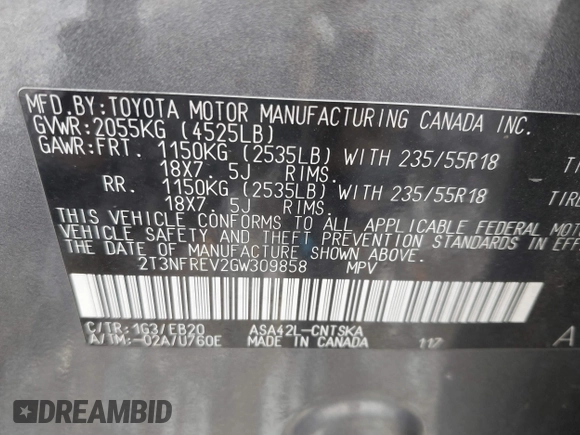 MFD.BY:TOYOTA MOTOR MANUFACTURING CANADA INC.
GVWR:2055KG (4525LB)
GAWR:FRT. 1150KG (2535LB) WITH 235/55R18
18X7. 5J RIMS.
RR. 1150KG (2535LB) WITH 235/55R18 TIRE
18X7. 5J RIMS.
THIS VEHICLE CONFORMS TO ALL APPLICABLE FEDERAL MOTOR
VEHICLE SAFETY AND THEFT PREVENTION STANDARDS IN
THE DATE OF MANUFACTURE SHOWN ABOVE.
2T3NFREV2GW309858 MPV
C/TR:1G3/EB20 ASA42L-CNTSKA
A/TM:-02A/U760E MADE IN CANADA 117 A
DREAMBID